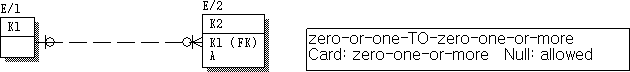 E/1
K1
E/2
K2
K1 (FK)
A
zero-or-one-TO-zero-one-or-more
Card: zero-one-or-more Null: allowed